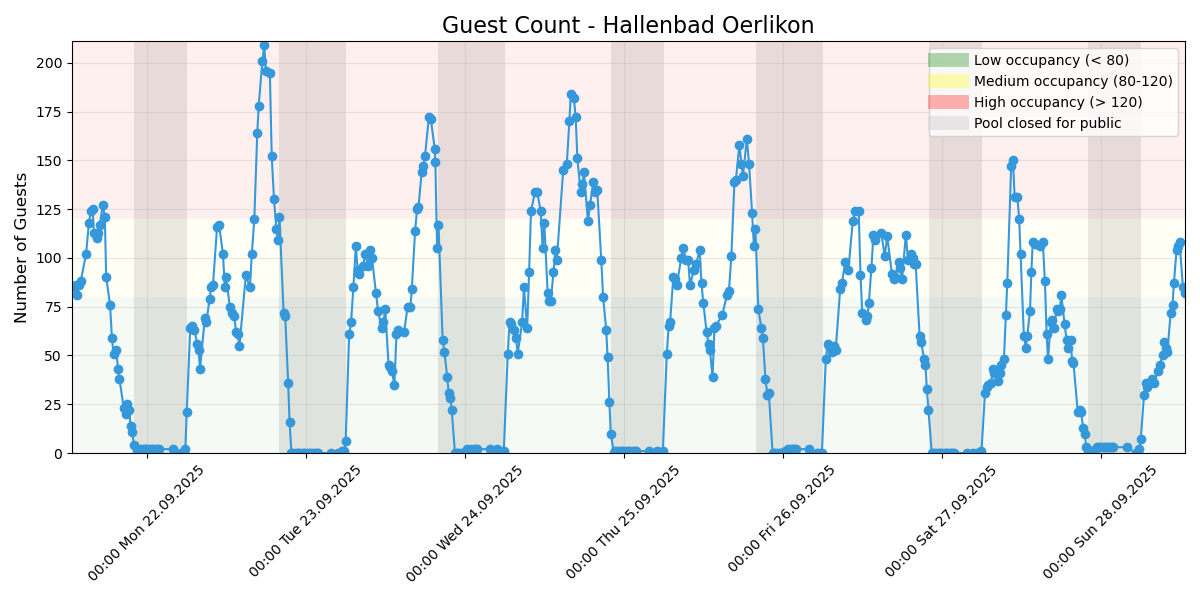 Guest Count - Hallenbad Oerlikon
Number of Guests
200
175
150
125
100
75
50
25
0
Low occupancy (< 80)
Medium occupancy (80-120)
High occupancy (> 120)
Pool closed for public
00:00 Mon 22.09.2025
00:00 Tue 23.09.2025
00:00 Wed 24.09.2025
00:00 Thu 25.09.2025
00:00 Fri 26.09.2025
00:00 Sat 27.09.2025
00:00 Sun 28.09.2025